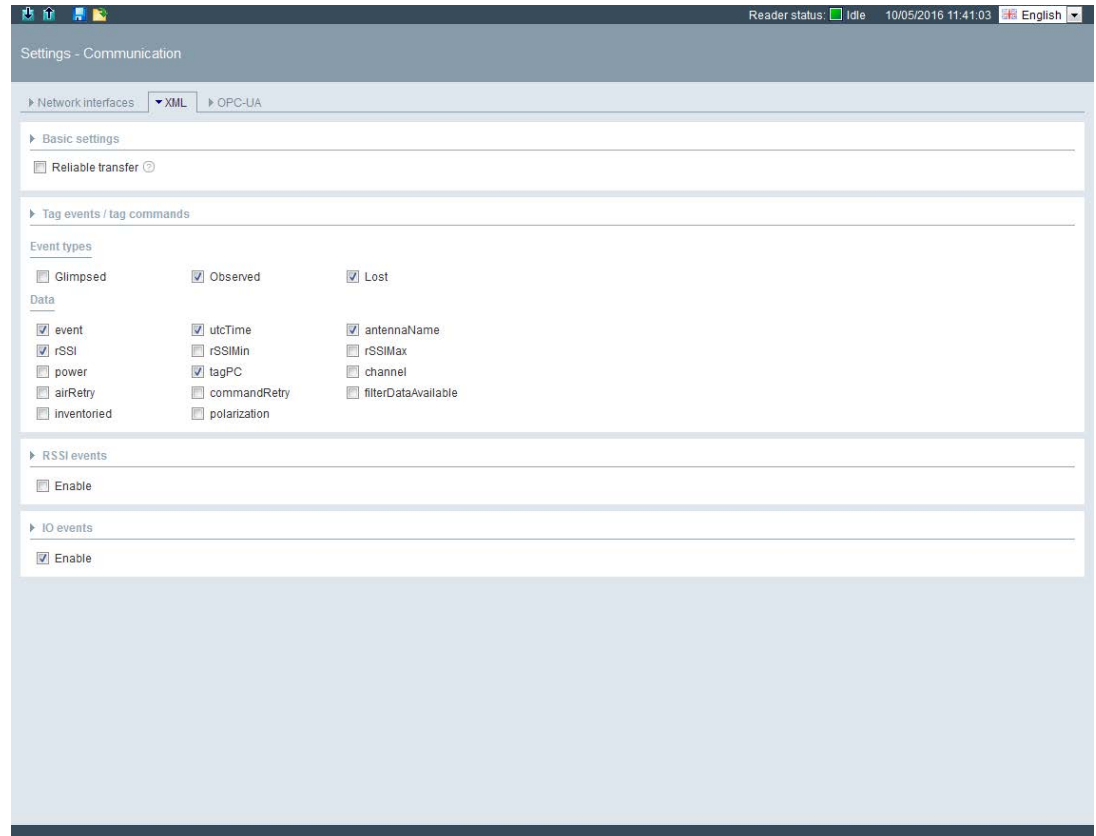 Reader status: Idle 10/05/2016 11:41:03 English
Settings - Communication
Network interfaces XML OPC-UA
Basic settings
Reliable transfer ?
Tag events / tag commands
Event types
Glimpsed Observed Lost
Data
event utcTime antennaName
rSSI rSSIMin rSSIMax
power tagPC channel
airRetry commandRetry filterDataAvailable
inventoried polarization
RSSI events
Enable
IO events
Enable